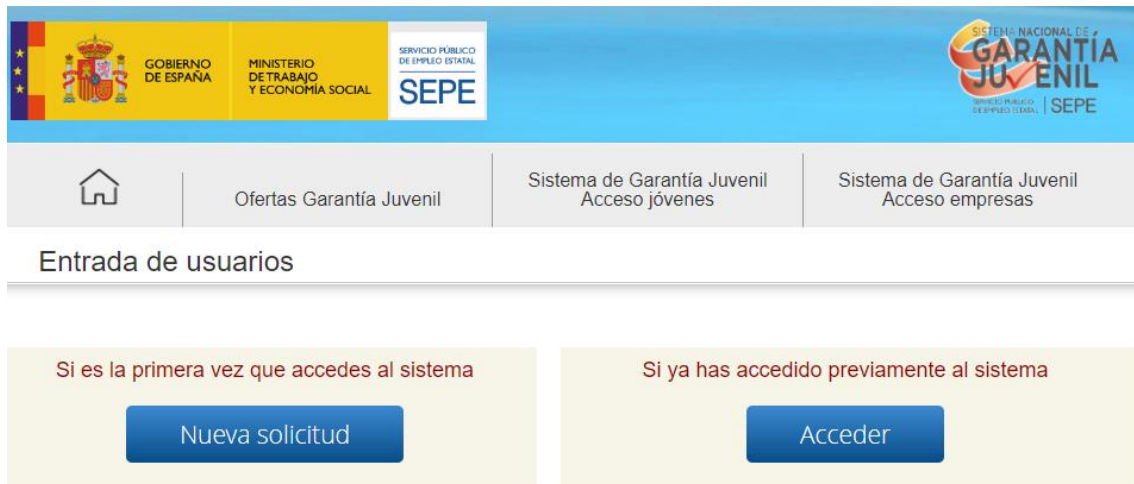 GOBIERNO
DE ESPAÑA
MINISTERIO
DE TRABAJO
Y ECONOMÍA SOCIAL
SERVICIO PÚBLICO
DE EMPLEO ESTATAL
SEPE
SISTEMA NACIONAL DE
GARANTÍA
JUVENIL
SERVICIO PÚBLICO
DE EMPLEO ESTATAL
SEPE
Ofertas Garantía Juvenil
Sistema de Garantía Juvenil
Acceso jóvenes
Sistema de Garantía Juvenil
Acceso empresas
Entrada de usuarios
Si es la primera vez que accedes al sistema
Nueva solicitud
Si ya has accedido previamente al sistema
Acceder